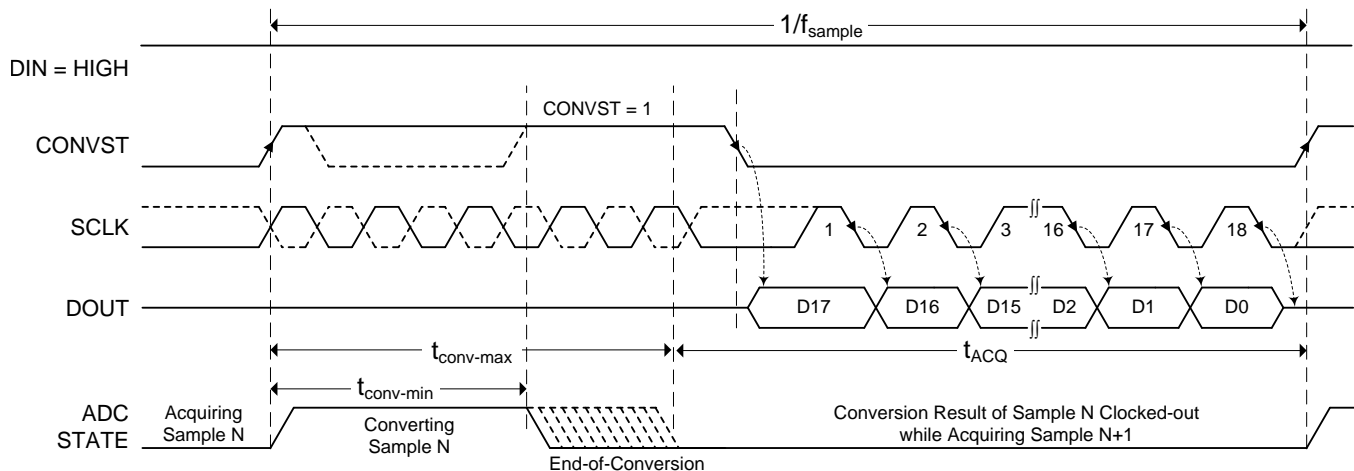 1/fsample
DIN = HIGH
CONVST = 1
CONVST
SCLK
1 2 3 16 17 18
DOUT
D17 D16 D15 D2 D1 D0
tconv-max
tACQ
tconv-min
ADC
STATE
Acquiring
Sample N
Converting
Sample N
End-of-Conversion
Conversion Result of Sample N Clocked-out
while Acquiring Sample N+1